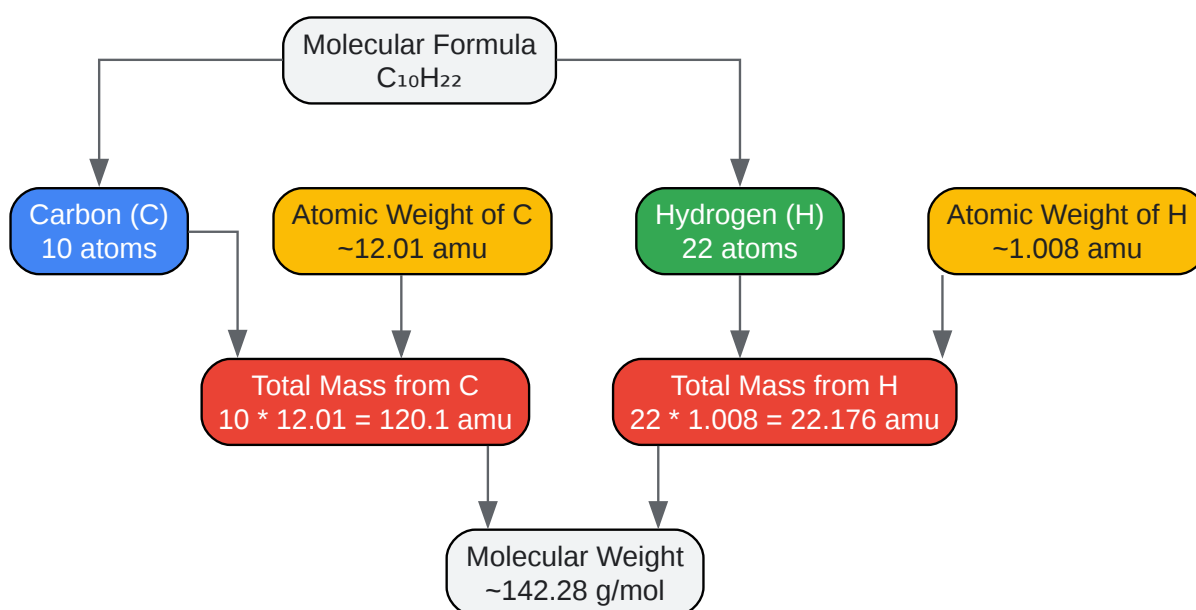 Molecular Formula
C₁₀H₂₂
Carbon (C)
10 atoms
Atomic Weight of C
~12.01 amu
Hydrogen (H)
22 atoms
Atomic Weight of H
~1.008 amu
Total Mass from C
10 * 12.01 = 120.1 amu
Total Mass from H
22 * 1.008 = 22.176 amu
Molecular Weight
~142.28 g/mol